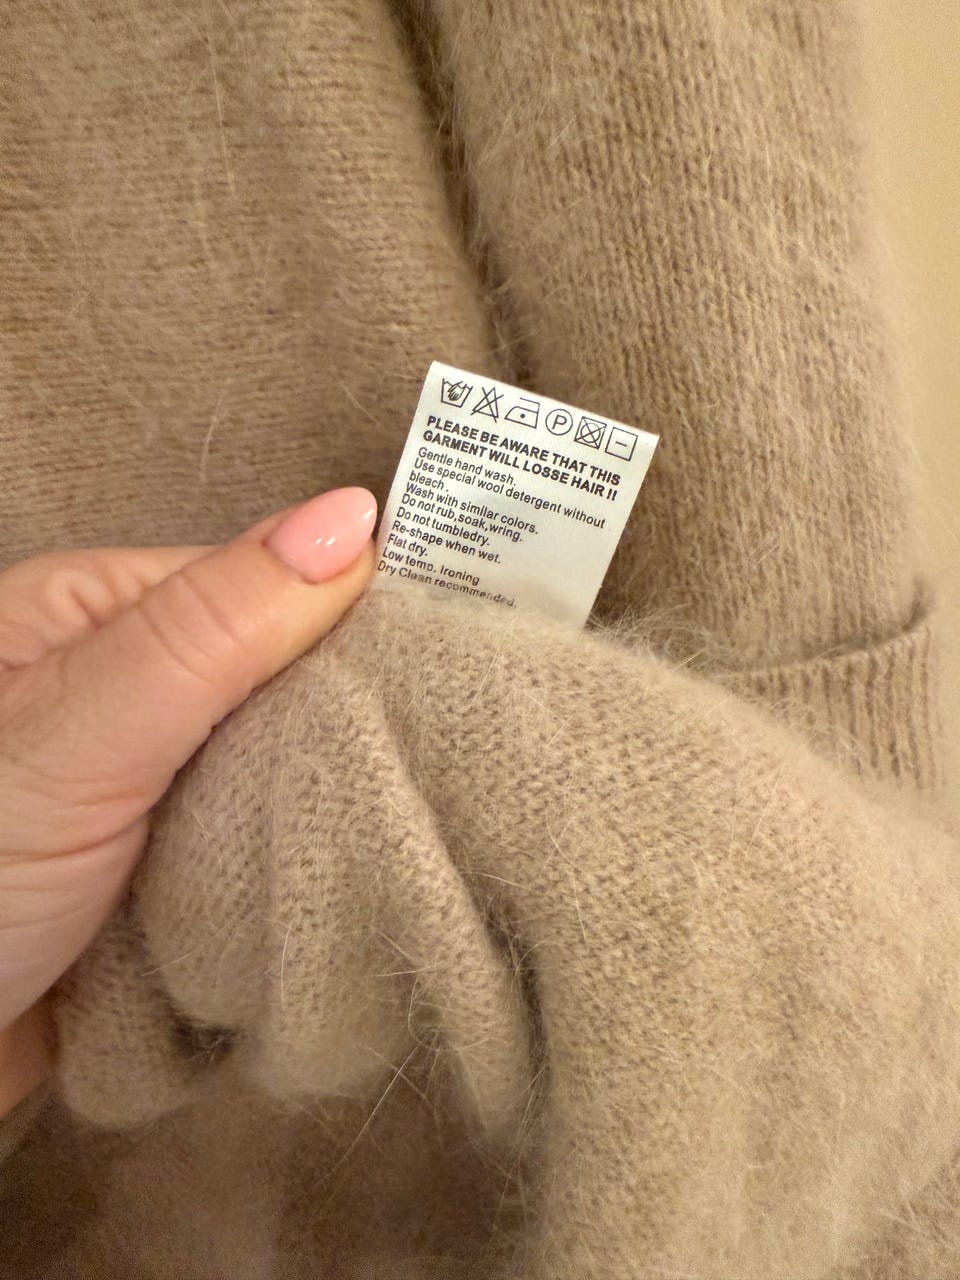 P
PLEASE BE AWARE THAT THIS
GARMENT WILL LOSSE HAIR !!
Gentle hand wash.
Use special wool detergent without
bleach.
Wash with similar colors.
Do not rub,soak,wring.
Do not tumbledry.
Re-shape when wet.
Flat dry.
Low temp. Ironing
Dry Clean recommended.